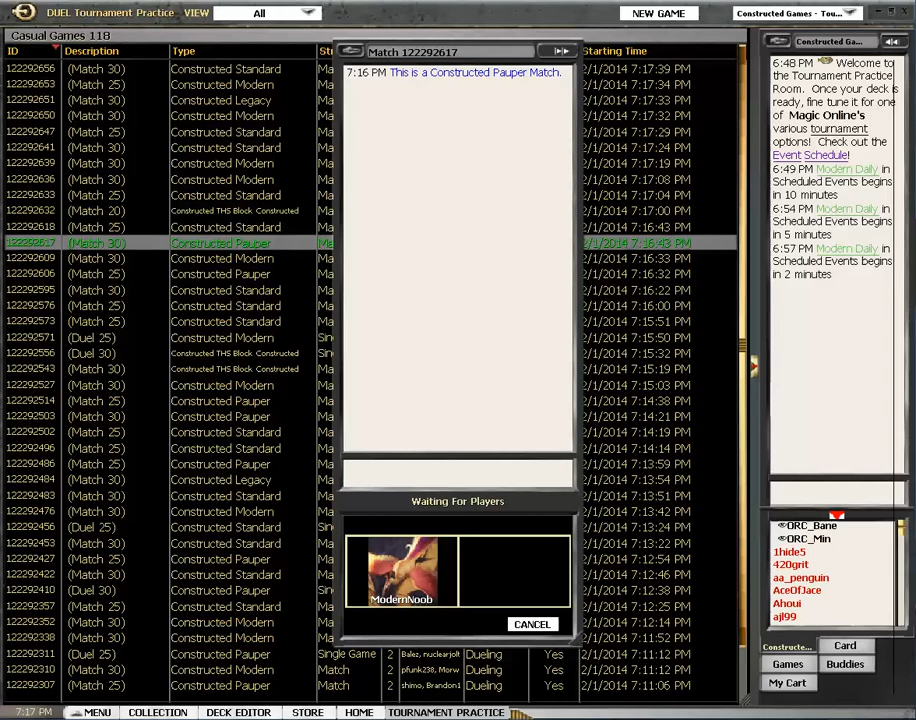 DUEL Tournament Practice VIEW All NEW GAME Constructed Games - Tou...
Casual Games 118
ID Description Type Str Starting Time
122292656 (Match 30) Constructed Standard 2/1/2014 7:17:39 PM
122292653 (Match 25) Constructed Modern 2/1/2014 7:17:34 PM
122292651 (Match 30) Constructed Legacy 2/1/2014 7:17:33 PM
122292650 (Match 30) Constructed Modern 2/1/2014 7:17:32 PM
122292647 (Match 25) Constructed Standard 2/1/2014 7:17:29 PM
122292641 (Match 30) Constructed Standard 2/1/2014 7:17:24 PM
122292639 (Match 30) Constructed Modern 2/1/2014 7:17:19 PM
122292636 (Match 30) Constructed Modern 2/1/2014 7:17:08 PM
122292633 (Match 25) Constructed Standard 2/1/2014 7:17:04 PM
122292632 (Match 20) Constructed THS Block Constructed 2/1/2014 7:17:00 PM
122292618 (Match 25) Constructed Standard 2/1/2014 7:16:43 PM
122292617 (Match 30) Constructed Pauper Ma 2/1/2014 7:16:43 PM
122292609 (Match 30) Constructed Modern Ma 2/1/2014 7:16:33 PM
122292606 (Match 30) Constructed Pauper Ma 2/1/2014 7:16:32 PM
122292595 (Match 30) Constructed Standard Ma 2/1/2014 7:16:22 PM
122292576 (Match 25) Constructed Standard Ma 2/1/2014 7:16:00 PM
122292573 (Match 25) Constructed Standard Ma 2/1/2014 7:15:51 PM
122292571 (Duel 25) Constructed Modern Sin 2/1/2014 7:15:50 PM
122292556 (Duel 30) Constructed THS Block Constructed Sin 2/1/2014 7:15:32 PM
122292543 (Match 25) Constructed THS Block Constructed Ma 2/1/2014 7:15:19 PM
122292527 (Match 30) Constructed Modern Ma 2/1/2014 7:15:03 PM
122292514 (Match 25) Constructed Pauper Ma 2/1/2014 7:14:38 PM
122292503 (Match 25) Constructed Pauper Ma 2/1/2014 7:14:21 PM
122292502 (Match 30) Constructed Standard Ma 2/1/2014 7:14:19 PM
122292496 (Match 25) Constructed Standard Ma 2/1/2014 7:14:14 PM
122292486 (Match 25) Constructed Pauper Ma 2/1/2014 7:13:59 PM
122292484 (Match 30) Constructed Legacy Ma 2/1/2014 7:13:54 PM
122292483 (Match 30) Constructed Standard Ma 2/1/2014 7:13:51 PM
122292476 (Match 30) Constructed Modern Ma 2/1/2014 7:13:42 PM
122292456 (Duel 25) Constructed Standard Sin 2/1/2014 7:13:24 PM
122292453 (Match 25) Constructed Standard Ma 2/1/2014 7:13:22 PM
122292427 (Match 25) Constructed Pauper Ma 2/1/2014 7:12:54 PM
122292422 (Match 30) Constructed Standard Ma 2/1/2014 7:12:46 PM
122292410 (Duel 30) Constructed Pauper Sin 2/1/2014 7:12:33 PM
122292357 (Match 25) Constructed Standard Ma 2/1/2014 7:12:25 PM
122292352 (Match 30) Constructed Modern Ma 2/1/2014 7:12:14 PM
122292338 (Match 30) Constructed Modern Ma 2/1/2014 7:11:52 PM
122292311 (Duel 25) Constructed Pauper Single Game 2 Balez, nuclearjolt Dueling Yes 2/1/2014 7:11:12 PM
122292310 (Match 25) Constructed Modern Match 2 pfunk238, Morw Dueling Yes 2/1/2014 7:11:12 PM
122292307 (Match 25) Constructed Pauper Match 2 shimo, Brandon1 Dueling Yes 2/1/2014 7:11:06 PM
Match 122292617
7:16 PM This is a Constructed Pauper Match.
Waiting For Players
ModernNoob
CANCEL
Constructed Ga...
6:48 PM Welcome to
the Tournament Practice
Room. Once your deck is
ready, fine tune it for one
of Magic Online's
various tournament
options! Check out the
Event Schedule!
6:49 PM Modern Daily in
Scheduled Events begins
in 10 minutes
6:54 PM Modern Daily in
Scheduled Events begins
in 5 minutes
6:57 PM Modern Daily in
Scheduled Events begins
in 2 minutes
ORC_Bane
ORC_Min
1hide5
420grit
aa_penguin
AceOfJace
Ahoui
ajl99
Constructe... Card
Games Buddies
My Cart
7:17 PM MENU COLLECTION DECK EDITOR STORE HOME TOURNAMENT PRACTICE